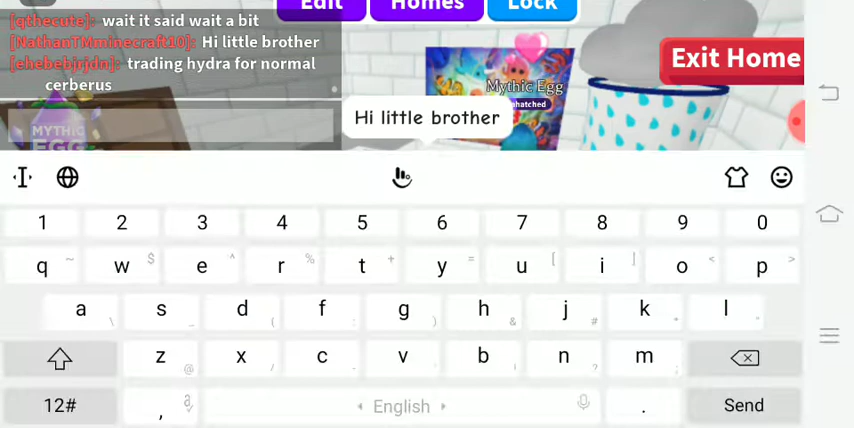 Edit
Homes
Lock
[qthecute]: wait it said wait a bit
[NathanTMminecraft10]: Hi little brother
[ehebebjrjdn]: trading hydra for normal
cerberus
Exit Home
Mythic Egg
Hi little brother
MYTHIC
EGG
1 2 3 4 5 6 7 8 9 0
q ~ w $ e ^ r % t + y = u [ i ] o < p >
a \ s _ d ( f : g ) h & j # k * l "
z @ x / c - v . b ! n ? m ;
12# , English .
Send